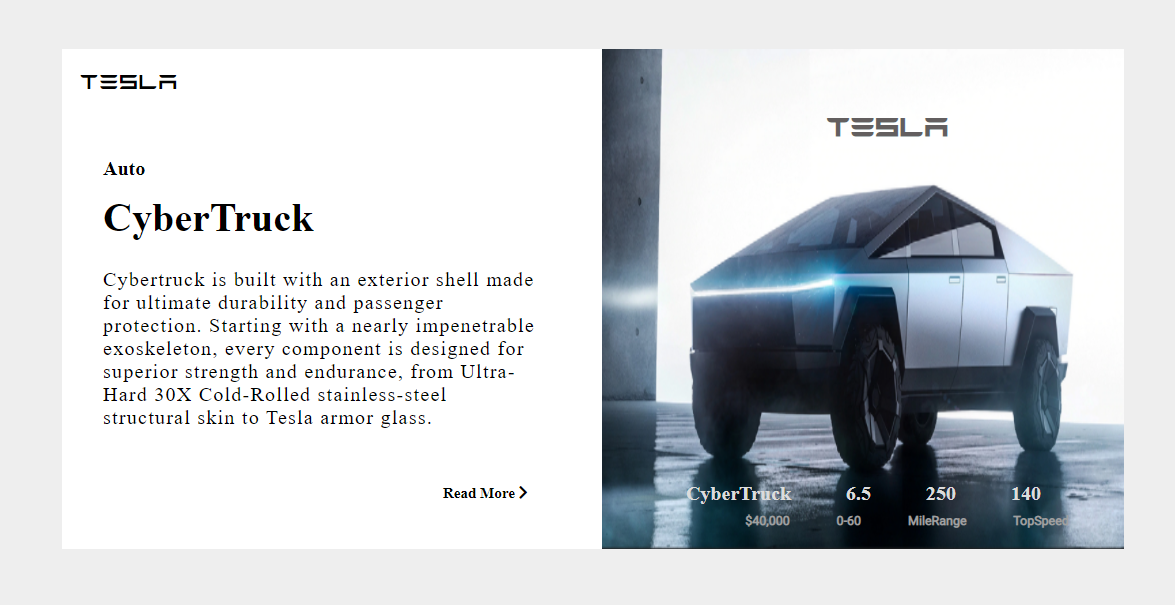 TESLA
Auto
CyberTruck
Cybertruck is built with an exterior shell made
for ultimate durability and passenger
protection. Starting with a nearly impenetrable
exoskeleton, every component is designed for
superior strength and endurance, from Ultra-
Hard 30X Cold-Rolled stainless-steel
structural skin to Tesla armor glass.
Read More
TESLA
CyberTruck 6.5 250 140
$40,000 0-60 MileRange TopSpeed